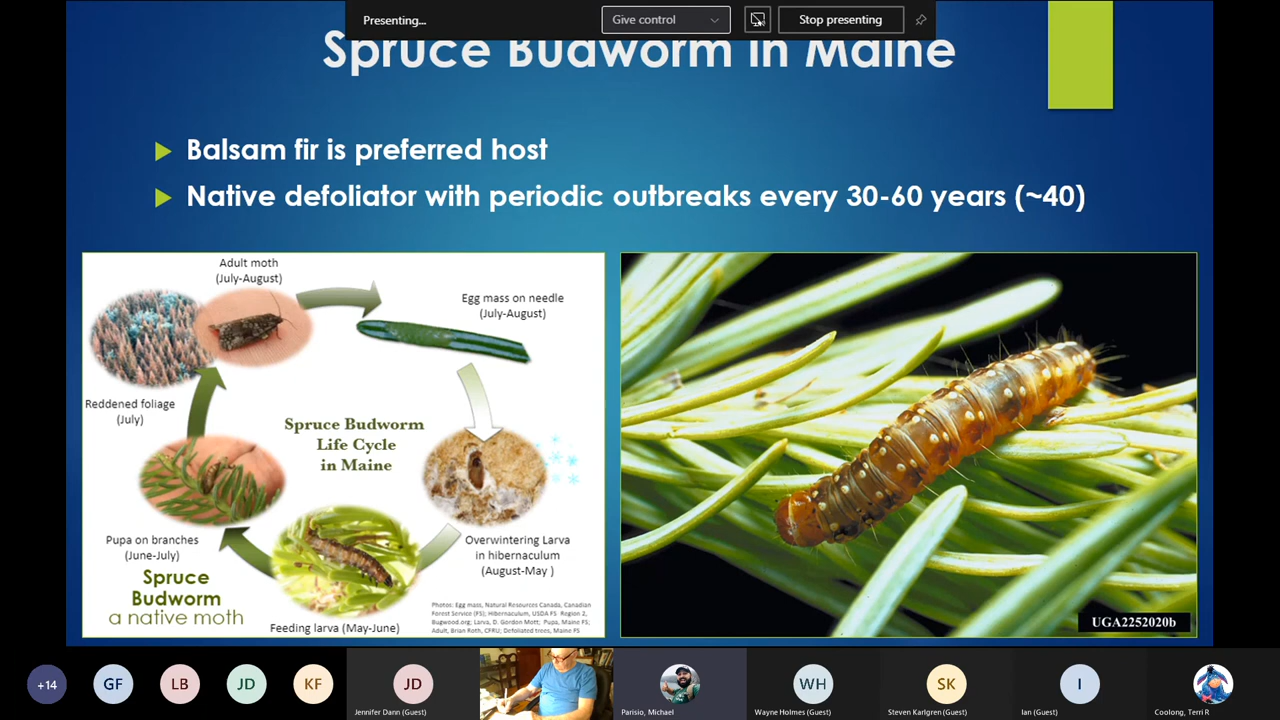 Presenting...
Give control
Stop presenting
Spruce Budworm in Maine
Balsam fir is preferred host
Native defoliator with periodic outbreaks every 30-60 years (~40)
Adult moth
(July-August)
Egg mass on needle
(July-August)
Reddened foliage
(July)
Spruce Budworm
Life Cycle
in Maine
Pupa on branches
(June-July)
Overwintering Larva
in hibernaculum
(August-May )
Spruce
Budworm
a native moth
Feeding larva (May-June)
Photos: Egg mass, Natural Resources Canada, Canadian
Forest Service (FS); Hibernaculum, USDA FS Region 2,
Bugwood.org; Larva, D. Gordon Mott; Pupa, Maine FS;
Adult, Brian Roth, CFRU; Defoliated trees, Maine FS
UGA2252020b
+14
GF
LB
JD
KF
JD
WH
SK
I
Jennifer Dann (Guest)
Parisio, Michael
Wayne Holmes (Guest)
Steven Karlgren (Guest)
Ian (Guest)
Coolong, Terri R